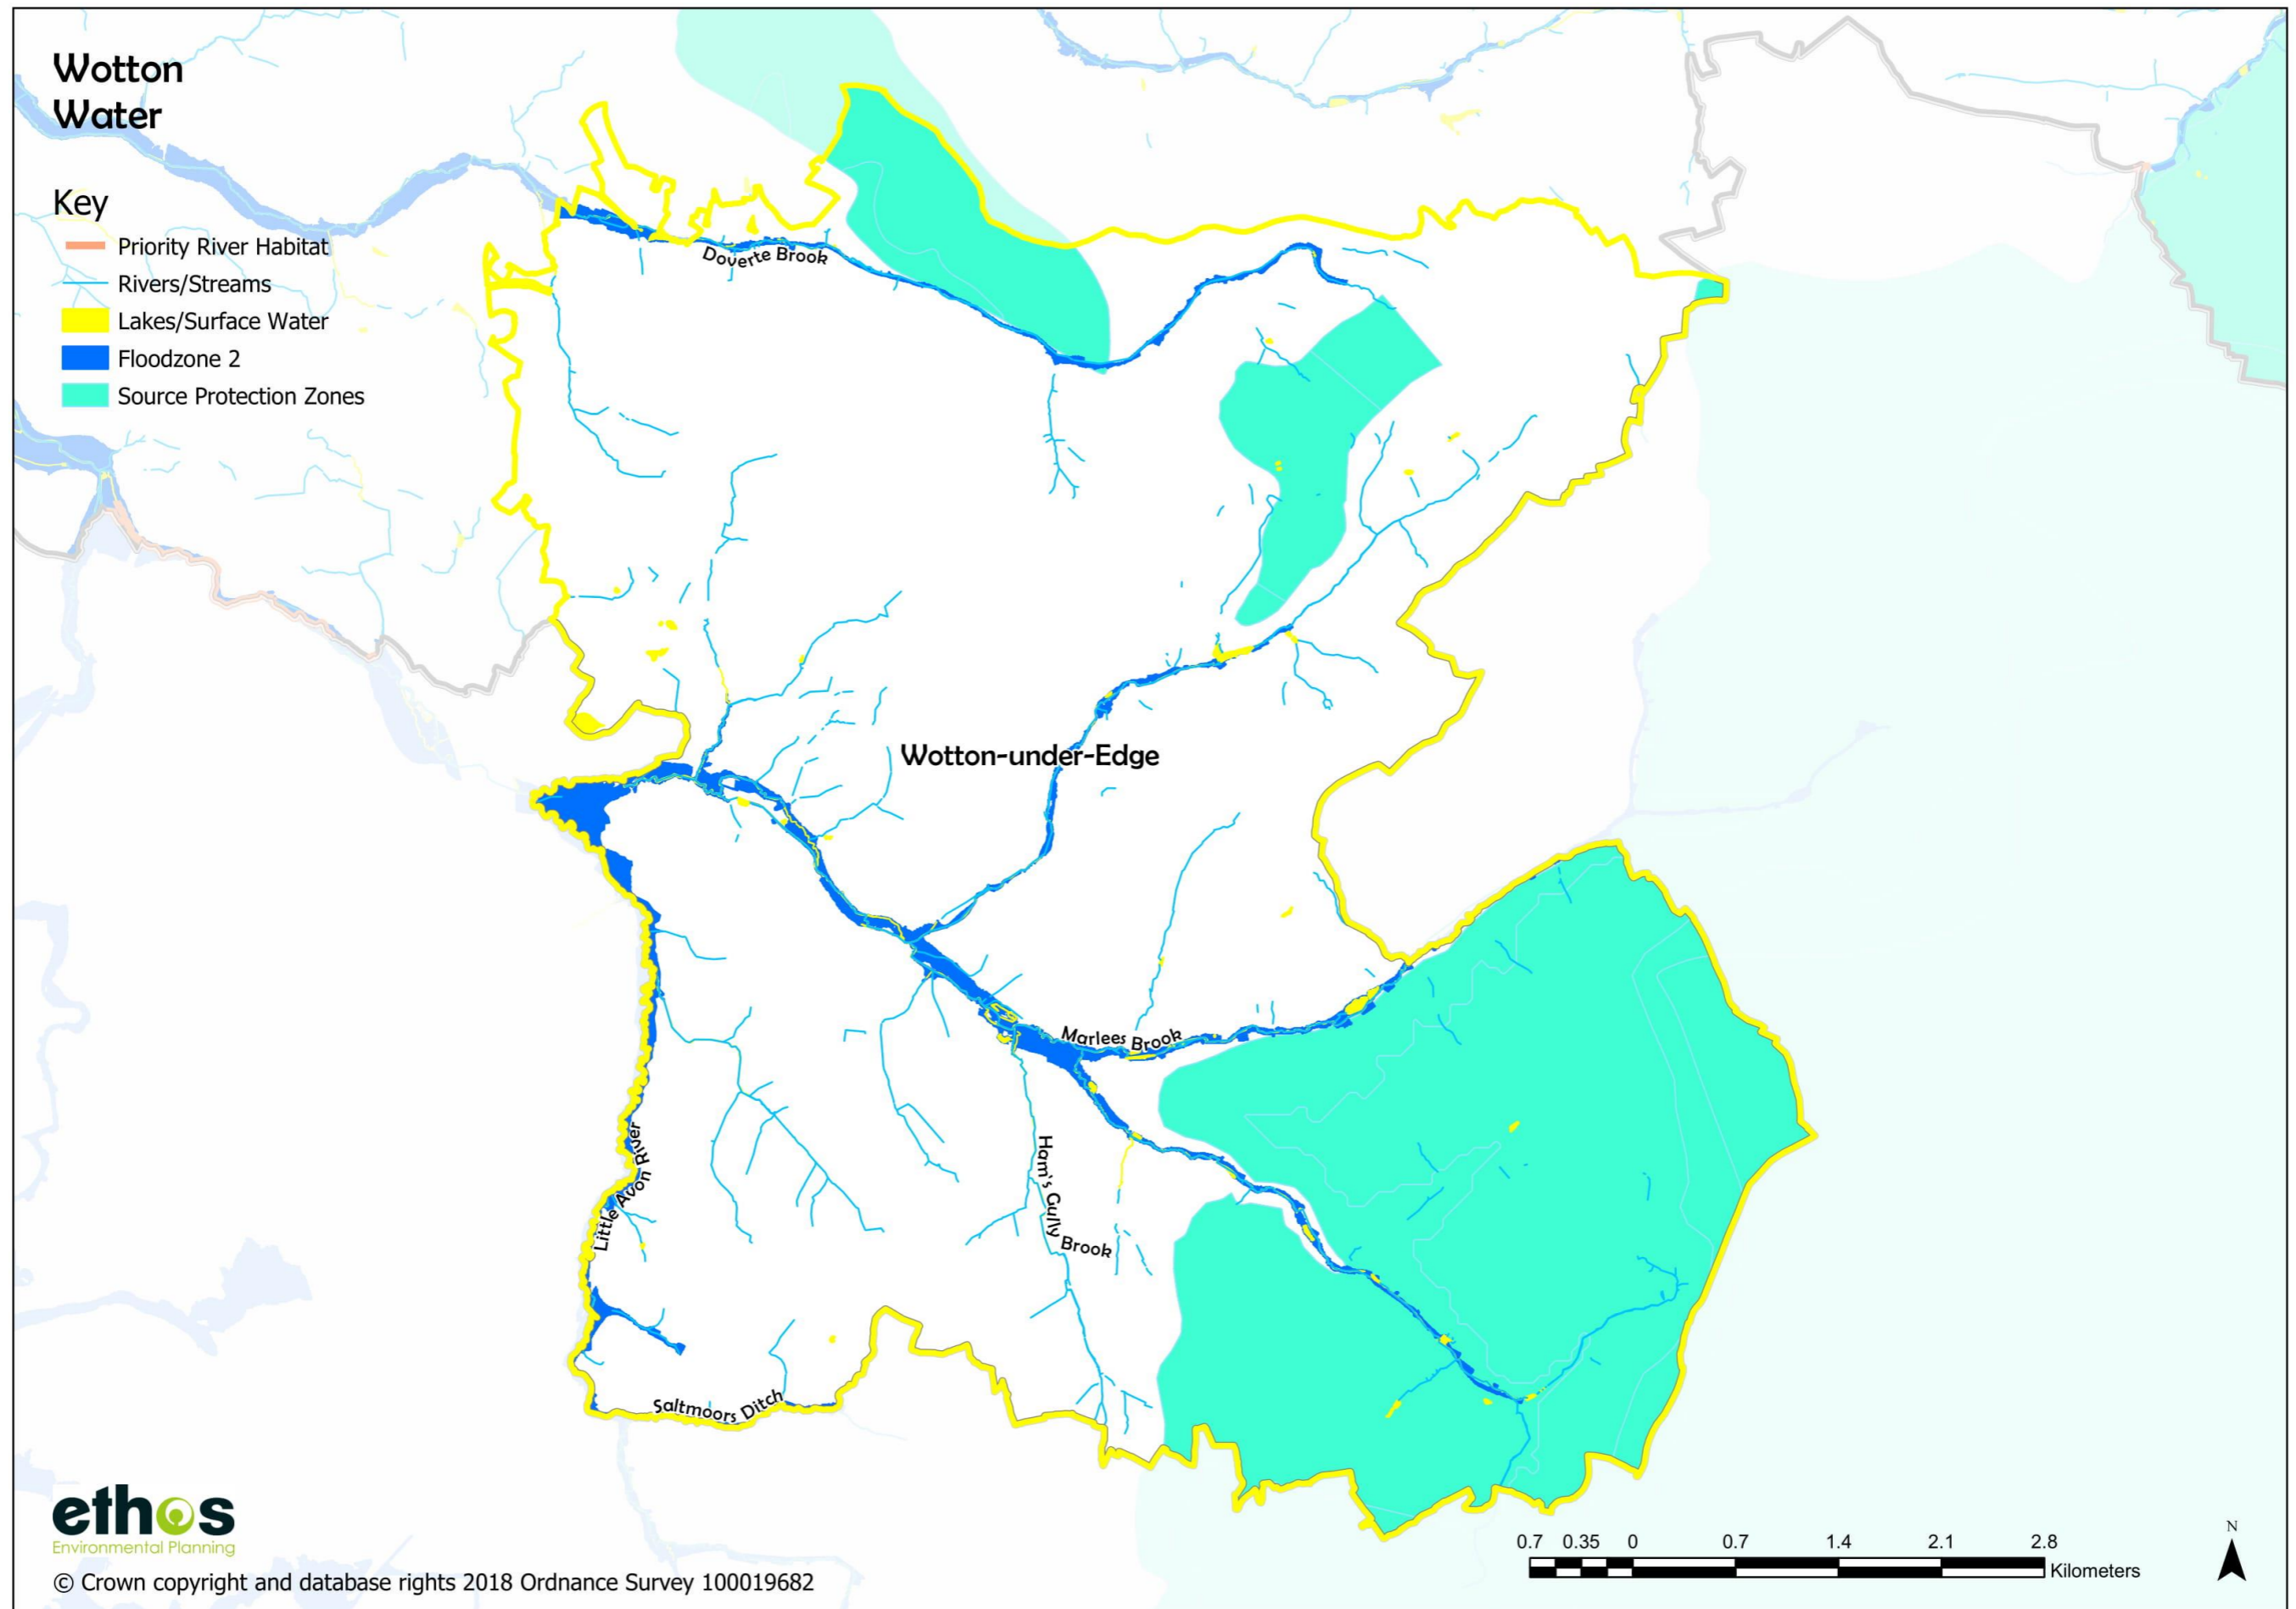 Wotton
Water
Key
Priority River Habitat
Rivers/Streams
Lakes/Surface Water
Floodzone 2
Source Protection Zones
Doverte Brook
Wotton-under-Edge
Marlees Brook
Ham's Gully Brook
Little Avon River
Saltmoors Ditch
ethos
Environmental Planning
© Crown copyright and database rights 2018 Ordnance Survey 100019682
0.7 0.35 0 0.7 1.4 2.1 2.8
Kilometers
N